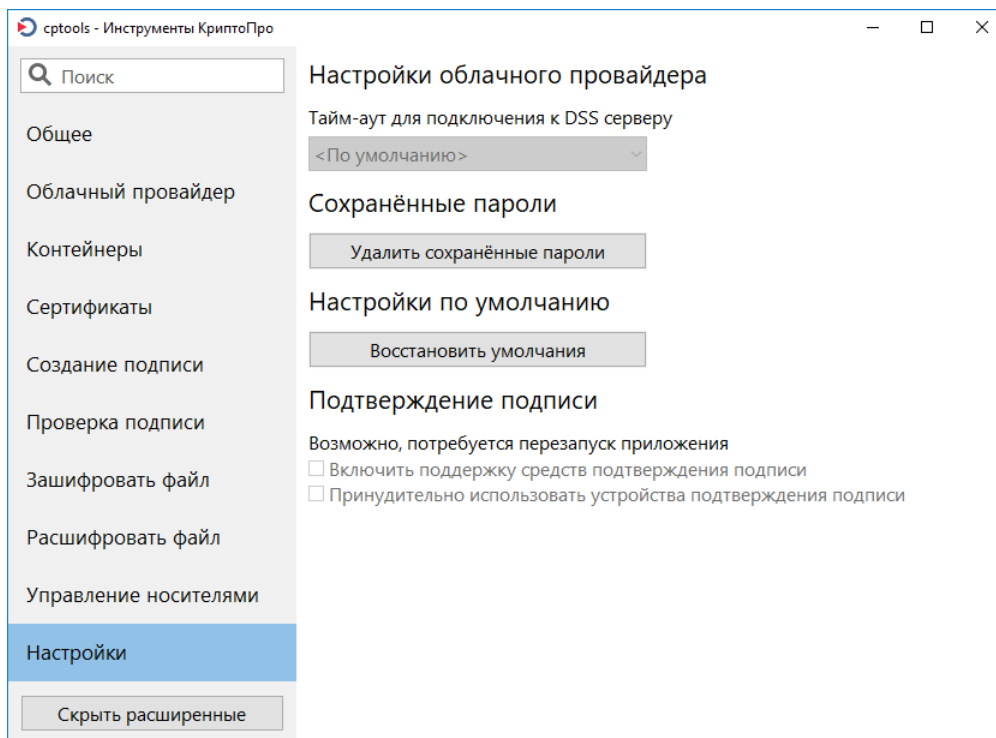 cptools - Инструменты КриптоПро
Поиск
Общее
Облачный провайдер
Контейнеры
Сертификаты
Создание подписи
Проверка подписи
Зашифровать файл
Расшифровать файл
Управление носителями
Настройки
Скрыть расширенные
Настройки облачного провайдера
Тайм-аут для подключения к DSS серверу
<По умолчанию>
Сохранённые пароли
Удалить сохранённые пароли
Настройки по умолчанию
Восстановить умолчания
Подтверждение подписи
Возможно, потребуется перезапуск приложения
Включить поддержку средств подтверждения подписи
Принудительно использовать устройства подтверждения подписи